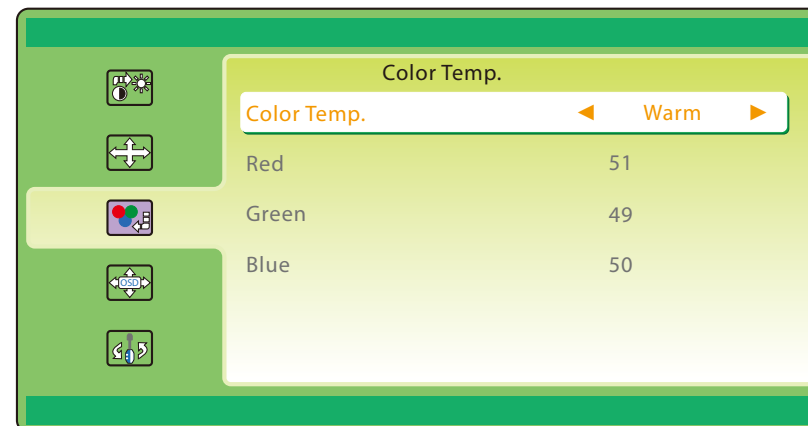 Color Temp.
Color Temp. ◀ Warm ▶
Red 51
Green 49
Blue 50
OSD